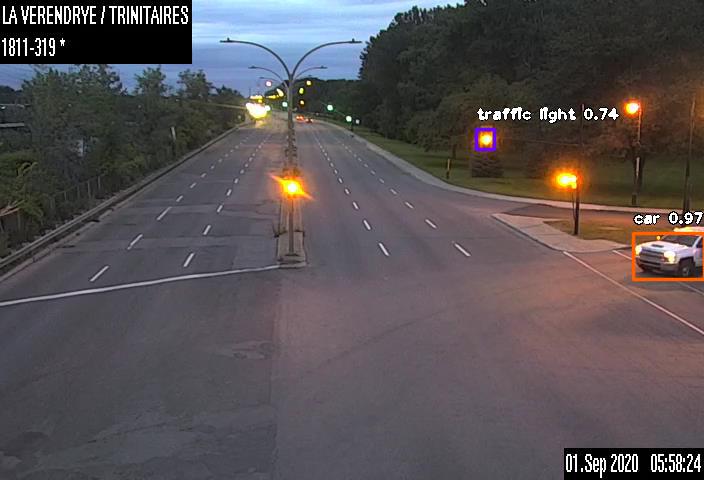 LA VERENDRYE / TRINITAIRES
1811-319 *
traffic light 0.74
car 0.97
01.Sep 2020 05:58:24